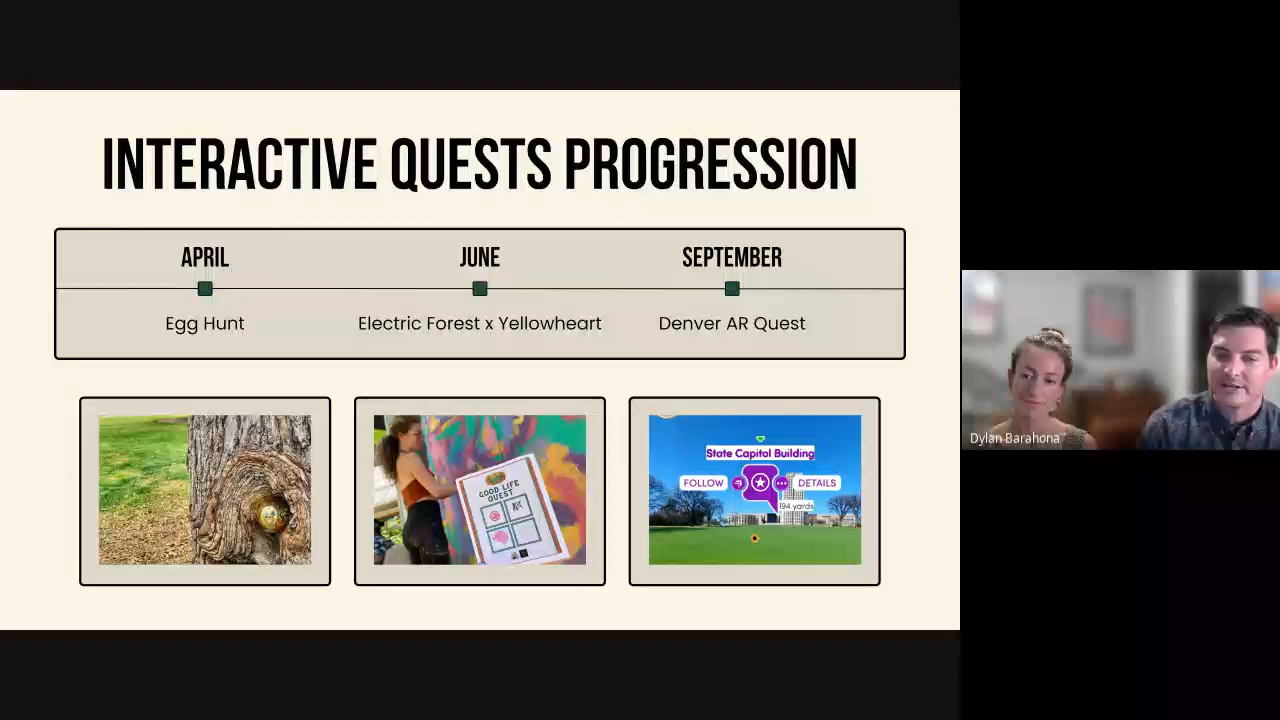 INTERACTIVE QUESTS PROGRESSION
APRIL
JUNE
SEPTEMBER
Egg Hunt
Electric Forest x Yellowheart
Denver AR Quest
GOOD LIFE
QUEST
State Capitol Building
FOLLOW
DETAILS
194 yards
Dylan Barahona